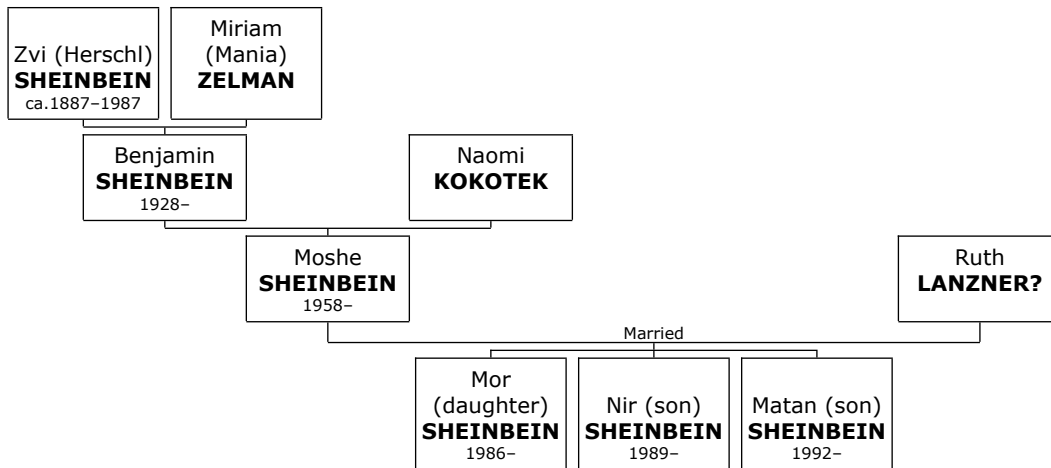 Zvi (Herschl)
SHEINBEIN
ca.1887–1987
Miriam
(Mania)
ZELMAN
Benjamin
SHEINBEIN
1928–
Naomi
KOKOTEK
Moshe
SHEINBEIN
1958–
Ruth
LANZNER?
Married
Mor
(daughter)
SHEINBEIN
1986–
Nir (son)
SHEINBEIN
1989–
Matan (son)
SHEINBEIN
1992–